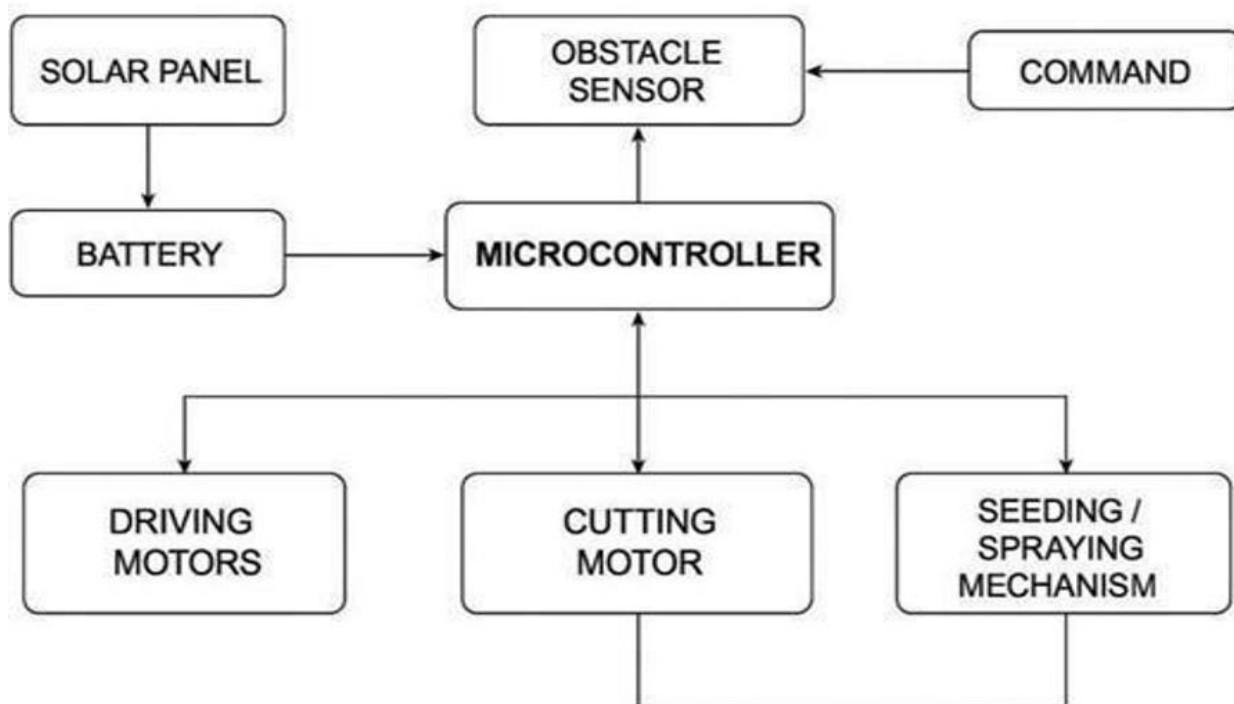 SOLAR PANEL
OBSTACLE
SENSOR
COMMAND
BATTERY
MICROCONTROLLER
DRIVING
MOTORS
CUTTING
MOTOR
SEEDING /
SPRAYING
MECHANISM